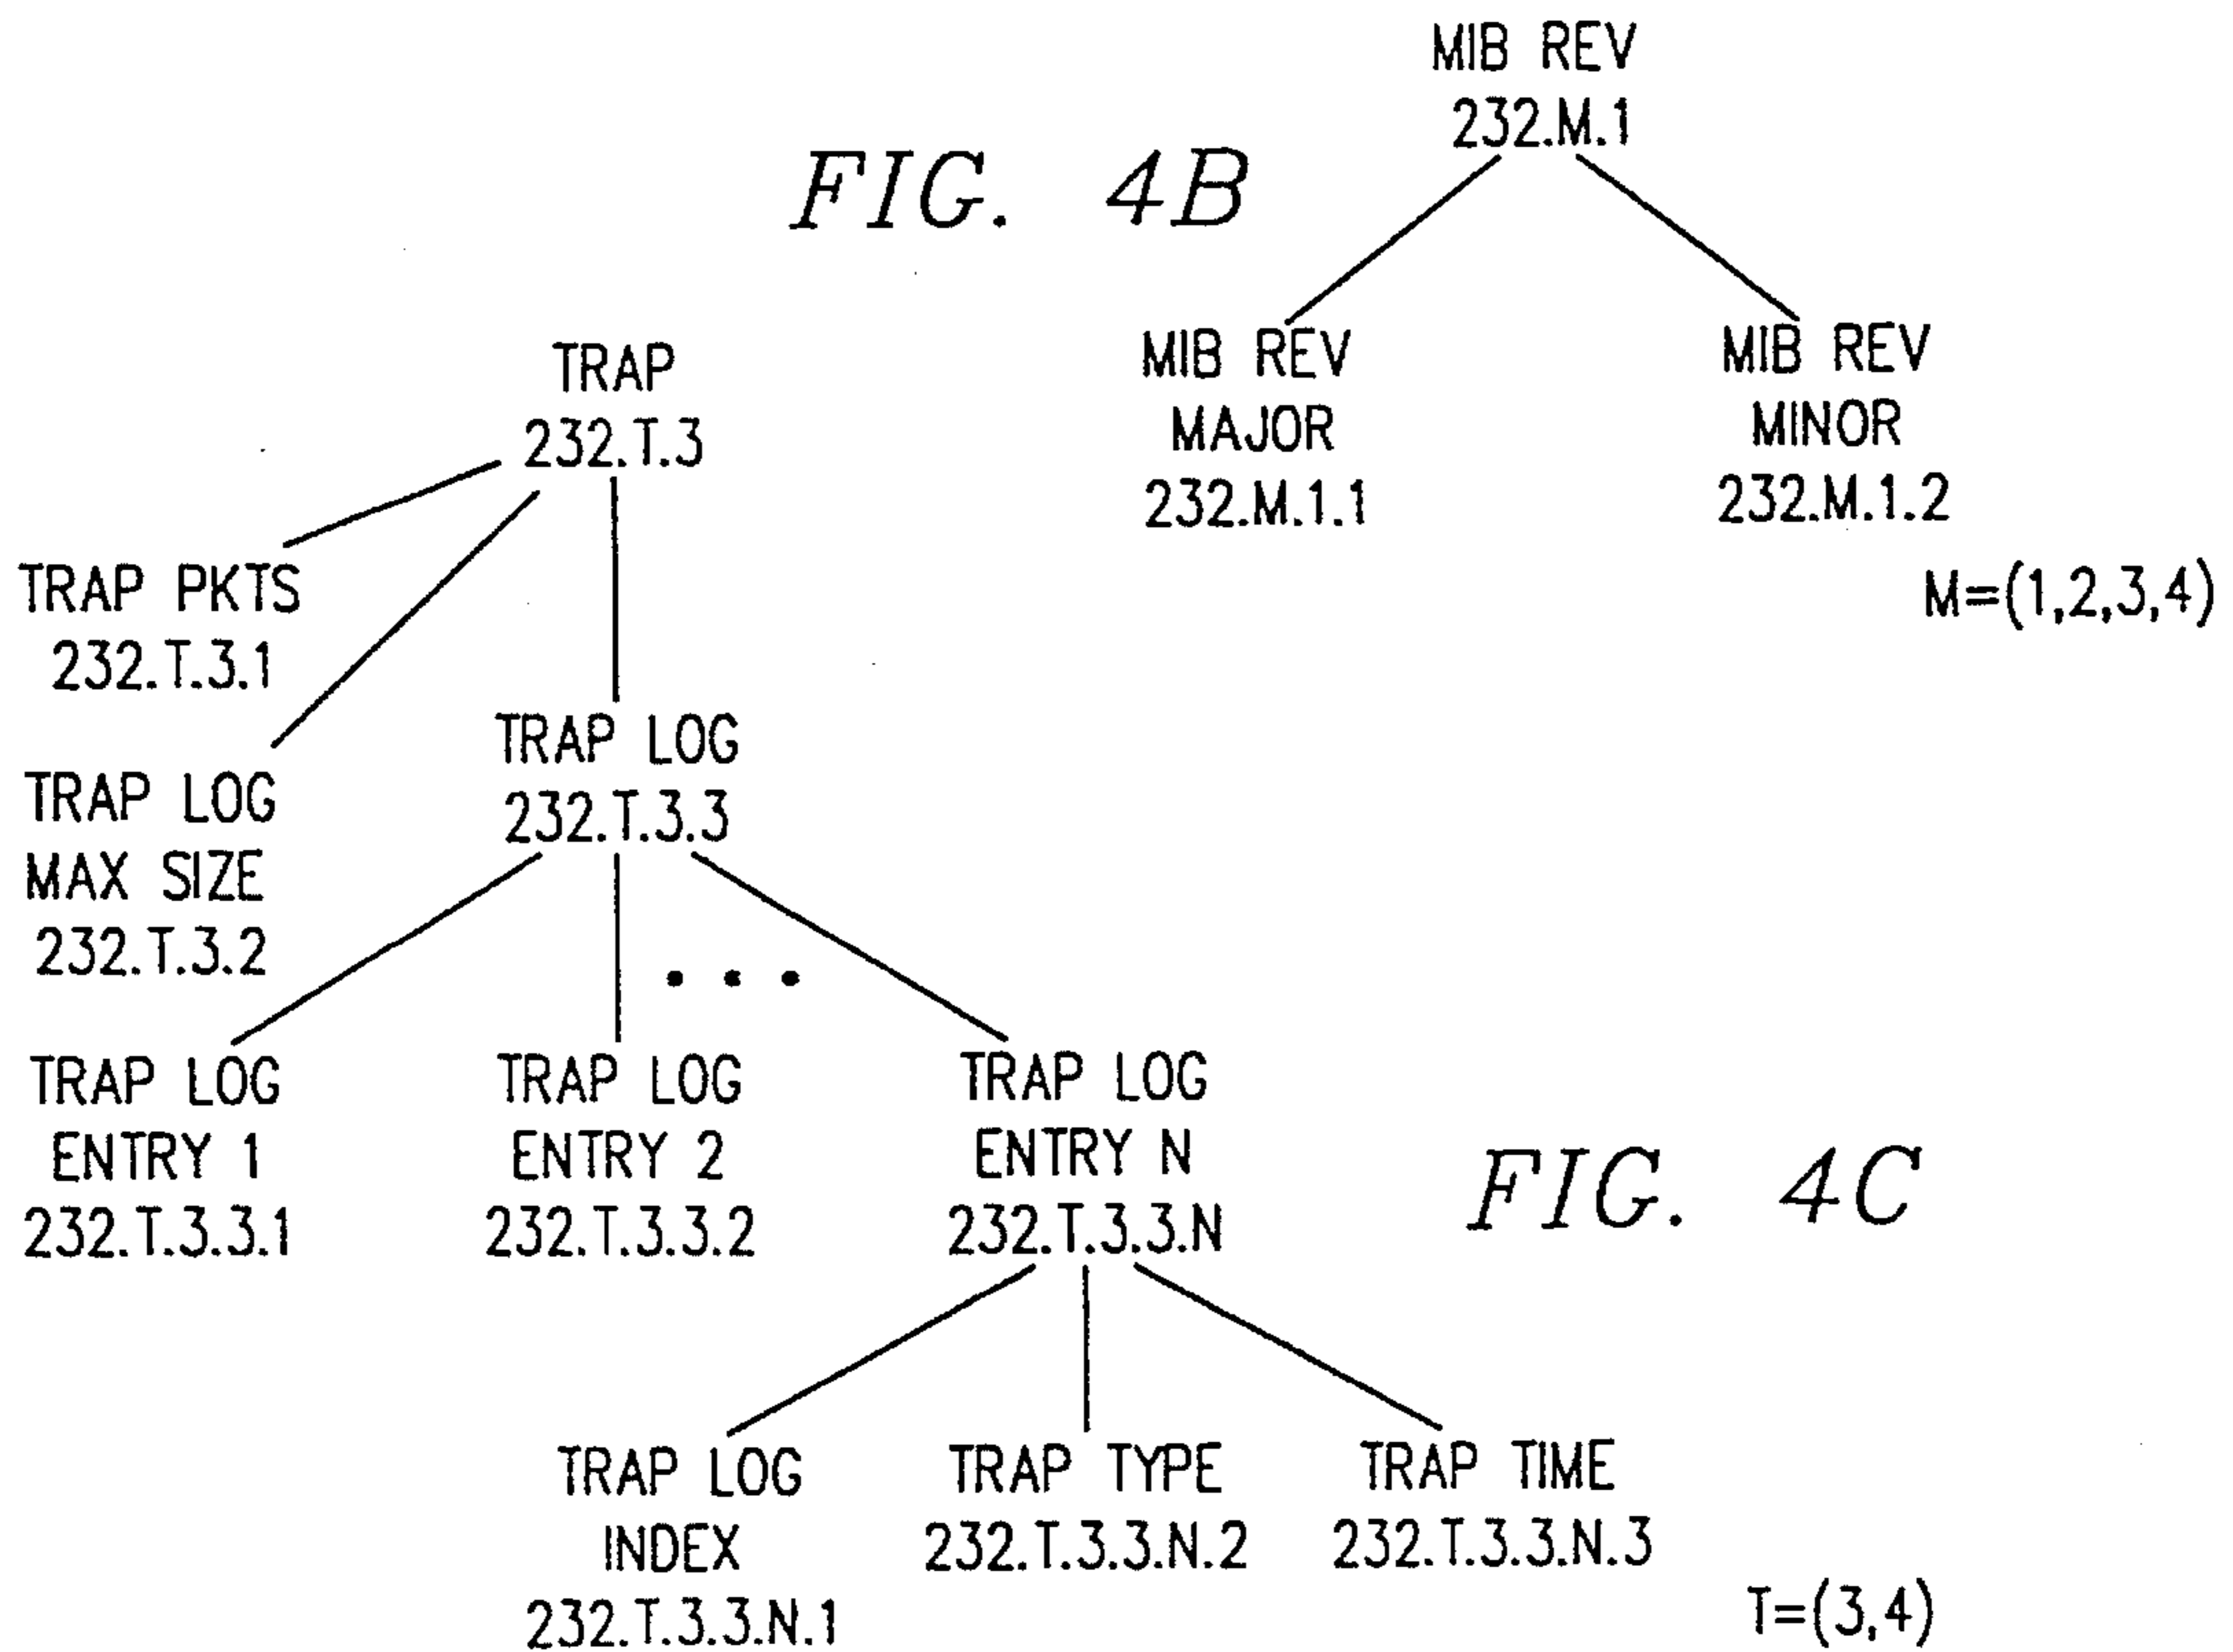 MIB REV
232.M.1
FIG. 4B
MIB REV
MAJOR
232.M.1.1
MIB REV
MINOR
232.M.1.2
M=(1,2,3,4)
TRAP
232.T.3
TRAP PKTS
232.T.3.1
TRAP LOG
MAX SIZE
232.T.3.2
TRAP LOG
232.T.3.3
TRAP LOG
ENTRY 1
232.T.3.3.1
TRAP LOG
ENTRY 2
232.T.3.3.2
TRAP LOG
ENTRY N
232.T.3.3.N
FIG. 4C
TRAP LOG
INDEX
232.T.3.3.N.1
TRAP TYPE
232.T.3.3.N.2
TRAP TIME
232.T.3.3.N.3
T=(3,4)